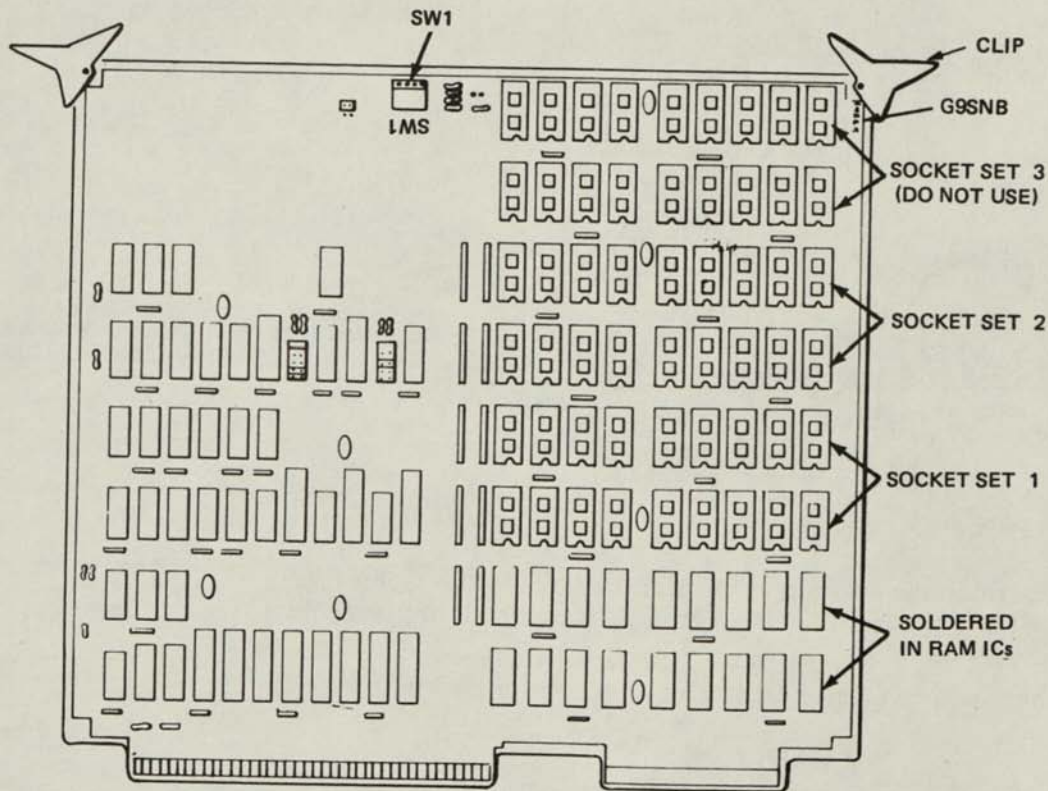 SW1
CLIP
SW1
G9SNB
SOCKET SET 3
(DO NOT USE)
SOCKET SET 2
SOCKET SET 1
SOLDERED
IN RAM ICs